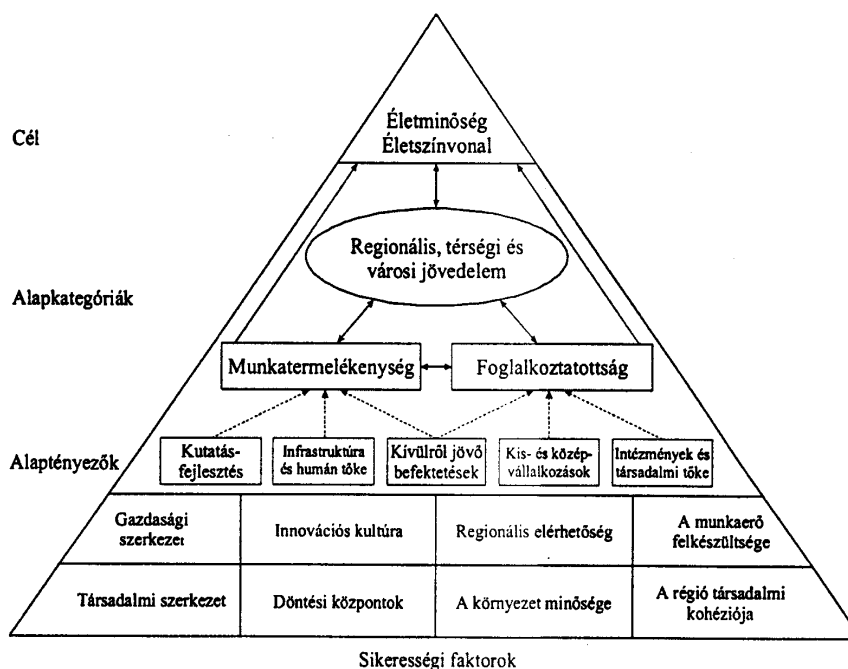 Cél
Életminőség
Életszínvonal
Regionális, térségi és
városi jövedelem
Alapkategóriák
Munkatermelékenység
Foglalkoztatottság
Alaptényezők
Kutatás-
fejlesztés
Infrastruktúra
és humán tőke
Kívülről jövő
befektetések
Kis- és közép-
vállalkozások
Intézmények és
társadalmi tőke
Gazdasági
szerkezet
Innovációs kultúra
Regionális elérhetőség
A munkaerő
felkészültsége
Társadalmi szerkezet
Döntési központok
A környezet minősége
A régió társadalmi
kohéziója
Sikerességi faktorok